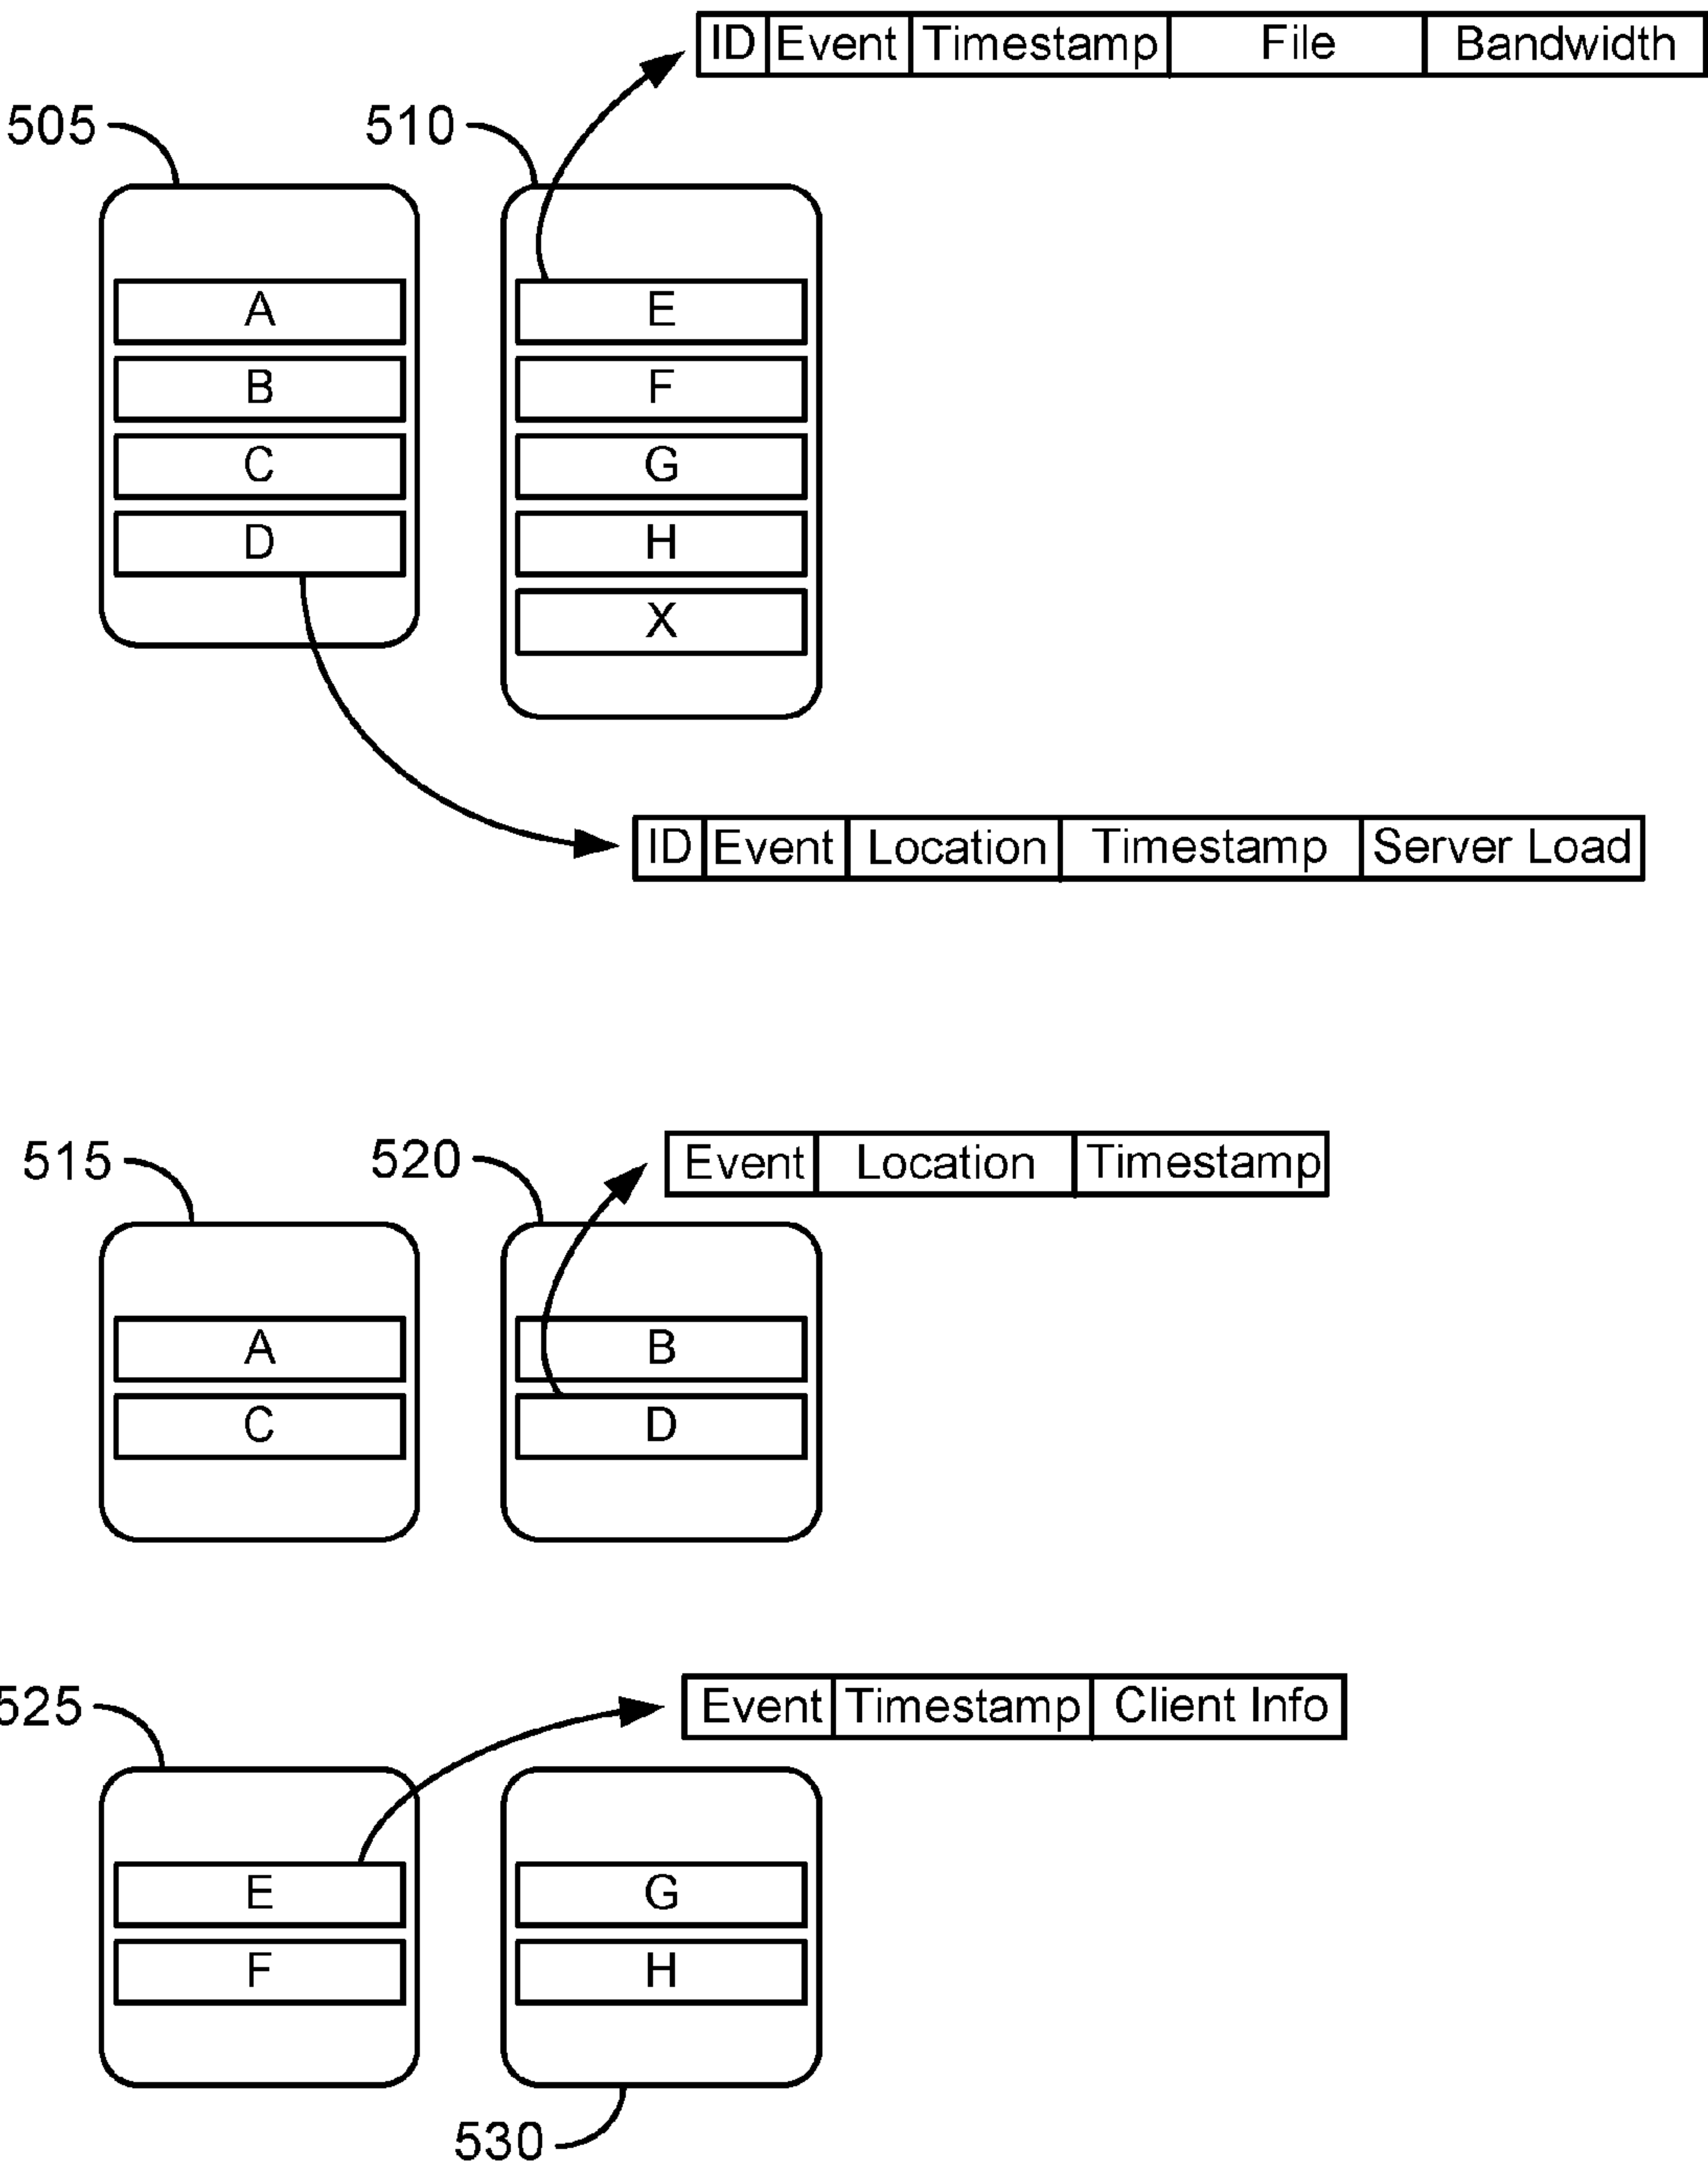 ID Event Timestamp File Bandwidth
505 510
A E
B F
C G
D H
X
ID Event Location Timestamp Server Load
515 520 Event Location Timestamp
A B
C D
525 Event Timestamp Client Info
E G
F H
530